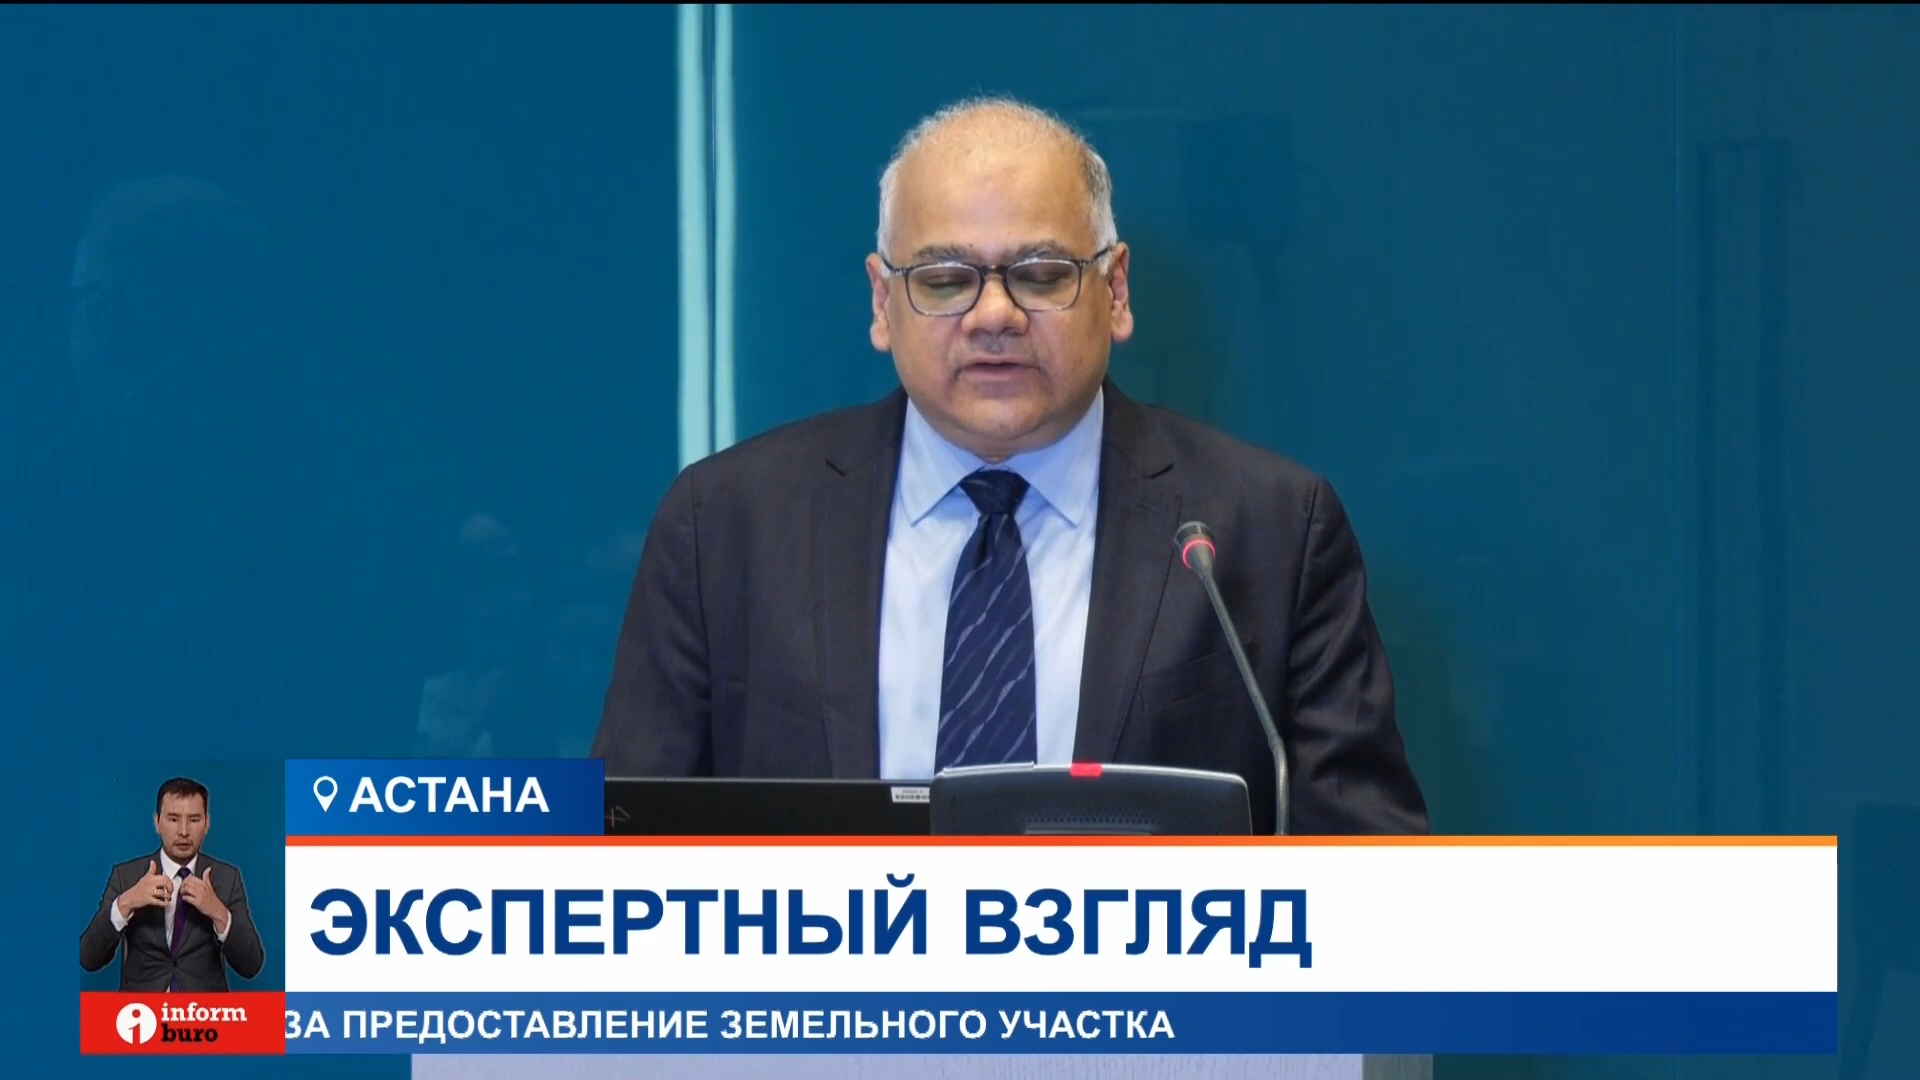 АСТАНА
ЭКСПЕРТНЫЙ ВЗГЛЯД
inform
buro
ЗА ПРЕДОСТАВЛЕНИЕ ЗЕМЕЛЬНОГО УЧАСТКА